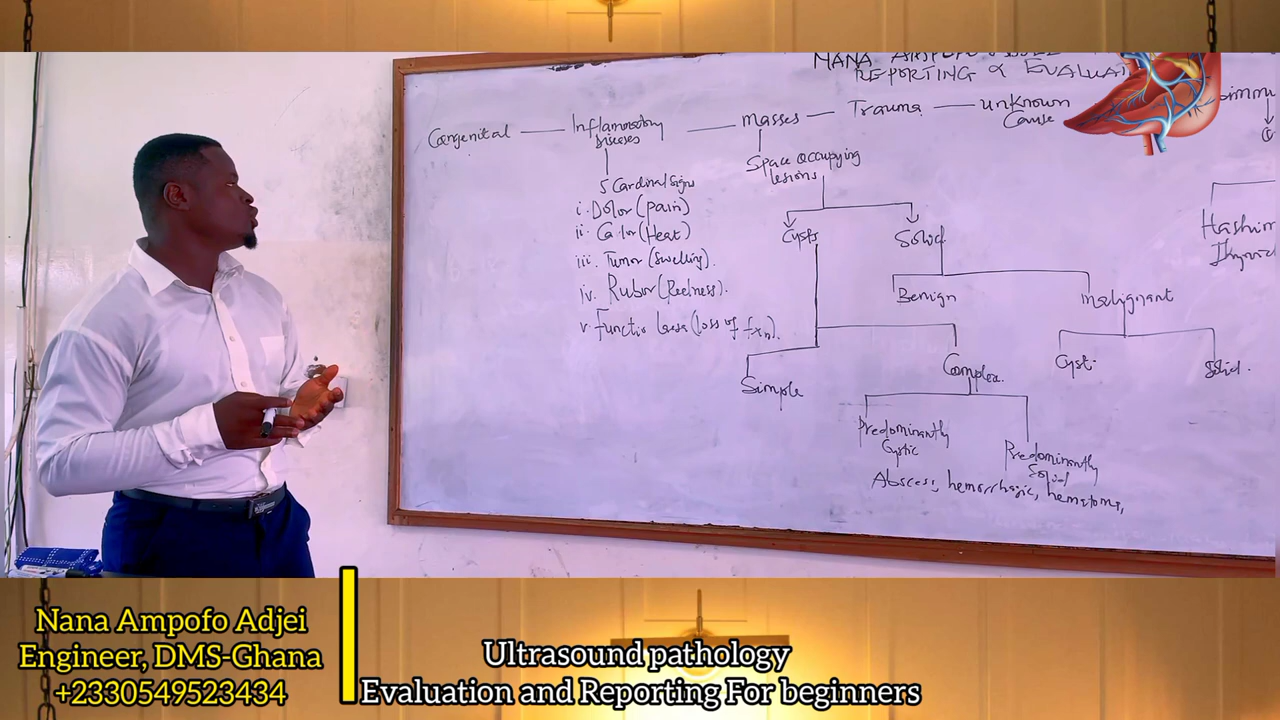 REPORTING & EVALUAT
Congenital — Inflammatory — masses — Trauma — unknown
diseases
Cause
Space Occupying
lesions
5 Cardinal Signs
i. Dolor (pain)
ii. Calor (Heat)
iii. Tumor (Swelling).
iv. Rubor (Redness).
v. Functio laesa (loss of fxn).
Cysts
Solid
Benign
malignant
Simple
Complex.
Cyst.
Solid.
Predominantly
Cystic
Predominantly
Solid
Abscess, hemorrhagic, hematoma,
Nana Ampofo Adjei
Engineer, DMS-Ghana
+2330549523434
Ultrasound pathology
Evaluation and Reporting For beginners